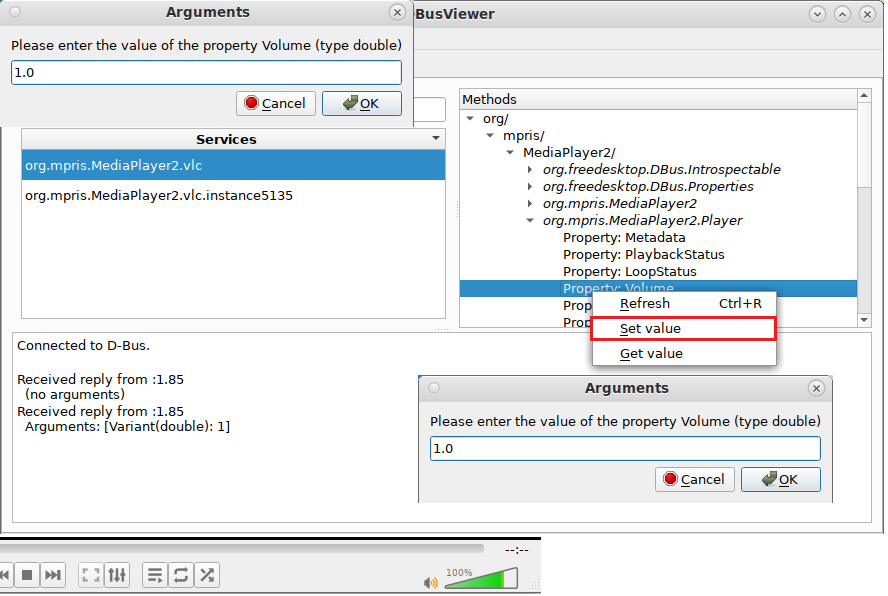 Arguments
BusViewer
Please enter the value of the property Volume (type double)
1.0
Cancel
OK
Services
org.mpris.MediaPlayer2.vlc
org.mpris.MediaPlayer2.vlc.instance5135
Methods
org/
mpris/
MediaPlayer2/
org.freedesktop.DBus.Introspectable
org.freedesktop.DBus.Properties
org.mpris.MediaPlayer2
org.mpris.MediaPlayer2.Player
Property: Metadata
Property: PlaybackStatus
Property: LoopStatus
Property: Volume
Prop
Prop
Refresh Ctrl+R
Set value
Get value
Connected to D-Bus.
Received reply from :1.85
(no arguments)
Received reply from :1.85
Arguments: [Variant(double): 1]
Arguments
Please enter the value of the property Volume (type double)
1.0
Cancel
OK
--:--
100%